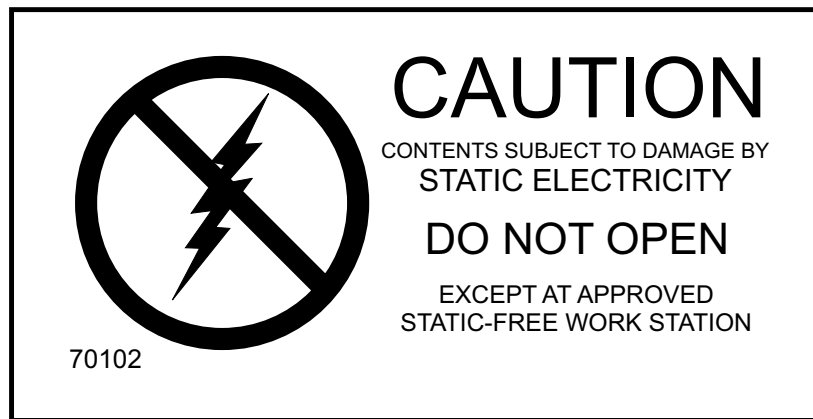 CAUTION
CONTENTS SUBJECT TO DAMAGE BY
STATIC ELECTRICITY
DO NOT OPEN
EXCEPT AT APPROVED
STATIC-FREE WORK STATION
70102